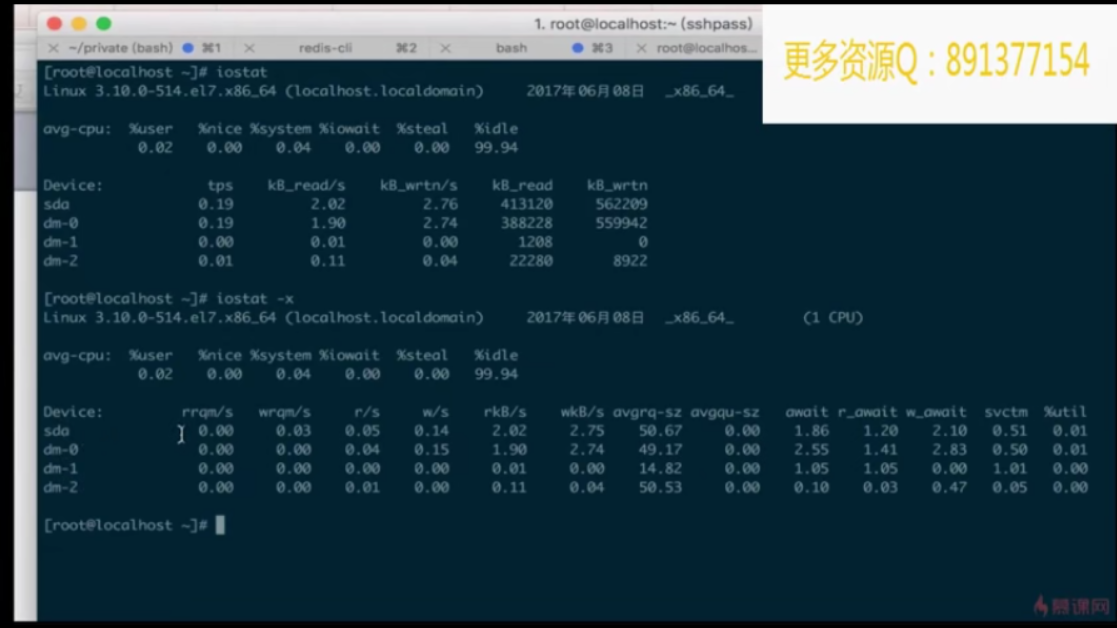 1. root@localhost:~ (sshpass)
~/private (bash) ⌘1 redis-cli ⌘2 bash ⌘3 root@localhos...
更多资源Q：891377154
[root@localhost ~]# iostat
Linux 3.10.0-514.el7.x86_64 (localhost.localdomain) 2017年06月08日 _x86_64_
avg-cpu: %user %nice %system %iowait %steal %idle
0.02 0.00 0.04 0.00 0.00 99.94
Device: tps kB_read/s kB_wrtn/s kB_read kB_wrtn
sda 0.19 2.02 2.76 413120 562209
dm-0 0.19 1.90 2.74 388228 559942
dm-1 0.00 0.01 0.00 1208 0
dm-2 0.01 0.11 0.04 22280 8922
[root@localhost ~]# iostat -x
Linux 3.10.0-514.el7.x86_64 (localhost.localdomain) 2017年06月08日 _x86_64_ (1 CPU)
avg-cpu: %user %nice %system %iowait %steal %idle
0.02 0.00 0.04 0.00 0.00 99.94
Device: rrqm/s wrqm/s r/s w/s rkB/s wkB/s avgrq-sz avgqu-sz await r_await w_await svctm %util
sda 0.00 0.03 0.05 0.14 2.02 2.75 50.67 0.00 1.86 1.20 2.10 0.51 0.01
dm-0 0.00 0.00 0.04 0.15 1.90 2.74 49.17 0.00 2.55 1.41 2.83 0.50 0.01
dm-1 0.00 0.00 0.00 0.00 0.01 0.00 14.82 0.00 1.05 1.05 0.00 1.01 0.00
dm-2 0.00 0.00 0.01 0.00 0.11 0.04 50.53 0.00 0.10 0.03 0.47 0.05 0.00
[root@localhost ~]#
慕课网